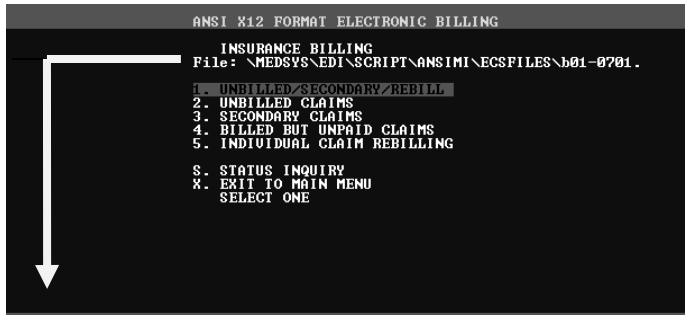 ANSI X12 FORMAT ELECTRONIC BILLING
INSURANCE BILLING
File: \MEDSYS\EDI\SCRIPT\ANSIMI\ECSFILES\b01-0701.
1. UNBILLED/SECONDARY/REBILL
2. UNBILLED CLAIMS
3. SECONDARY CLAIMS
4. BILLED BUT UNPAID CLAIMS
5. INDIVIDUAL CLAIM REBILLING
S. STATUS INQUIRY
X. EXIT TO MAIN MENU
SELECT ONE